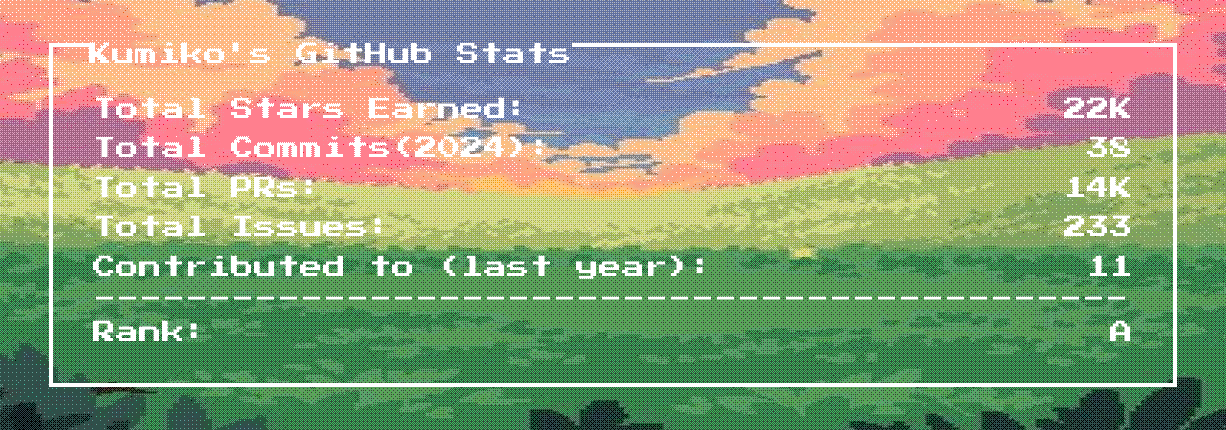 Kumiko's GitHub Stats
Total Stars Earned: 22K
Total Commits(2024): 38
Total PRs: 14K
Total Issues: 233
Contributed to (last year): 11
Rank: A